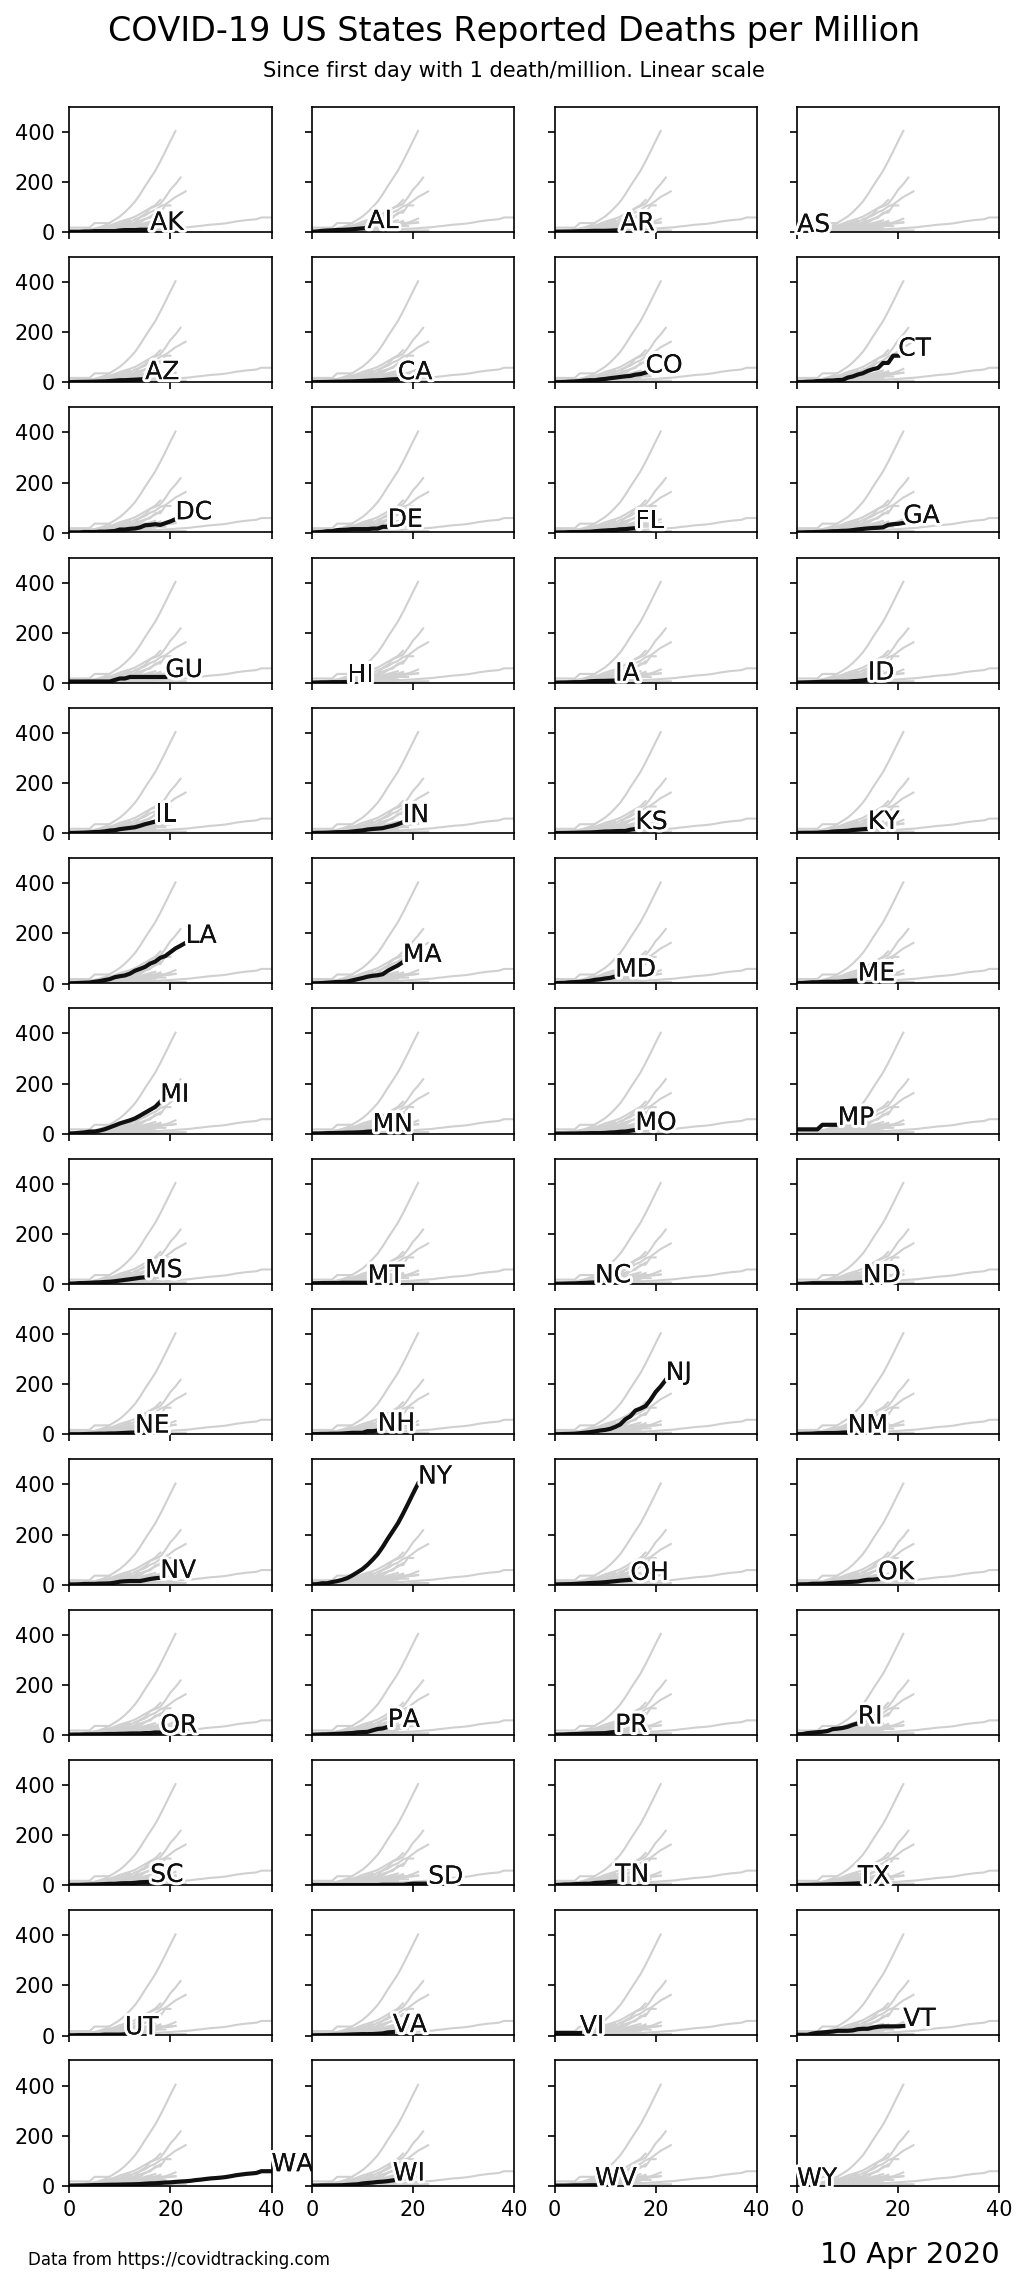 COVID-19 US States Reported Deaths per Million
Since first day with 1 death/million. Linear scale
400
200
0
AK
AL
AR
AS
400
200
0
AZ
CA
CO
CT
400
200
0
DC
DE
FL
GA
400
200
0
GU
HI
IA
ID
400
200
0
IL
IN
KS
KY
400
200
0
LA
MA
MD
ME
400
200
0
MI
MN
MO
MP
400
200
0
MS
MT
NC
ND
400
200
0
NE
NH
NJ
NM
400
200
0
NV
NY
OH
OK
400
200
0
OR
PA
PR
RI
400
200
0
SC
SD
TN
TX
400
200
0
UT
VA
VI
VT
400
200
0
WA
WI
WV
WY
0 20 40 0 20 40 0 20 40 0 20 40
Data from https://covidtracking.com
10 Apr 2020